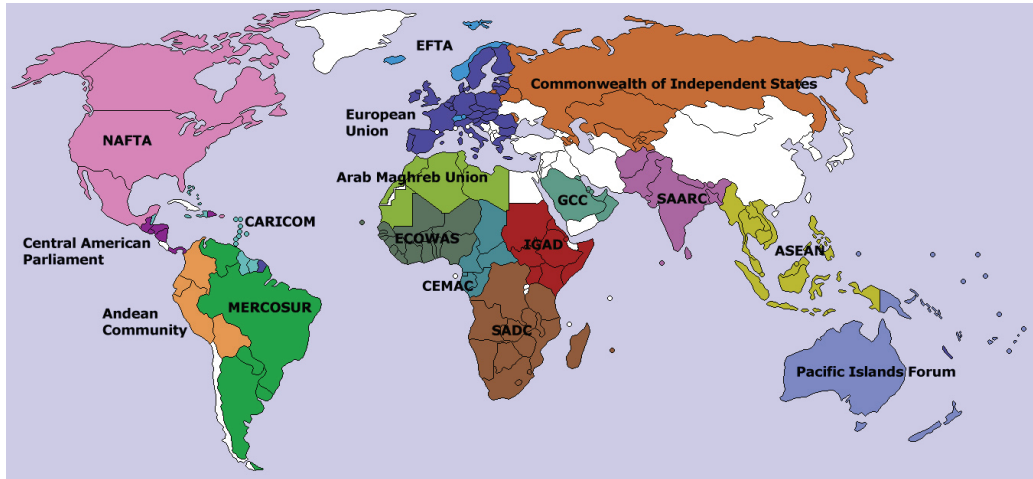 EFTA
Commonwealth of Independent States
European
Union
NAFTA
Arab Maghreb Union
GCC
SAARC
CARICOM
ECOWAS
IGAD
Central American
Parliament
ASEAN
CEMAC
MERCOSUR
Andean
Community
SADC
Pacific Islands Forum